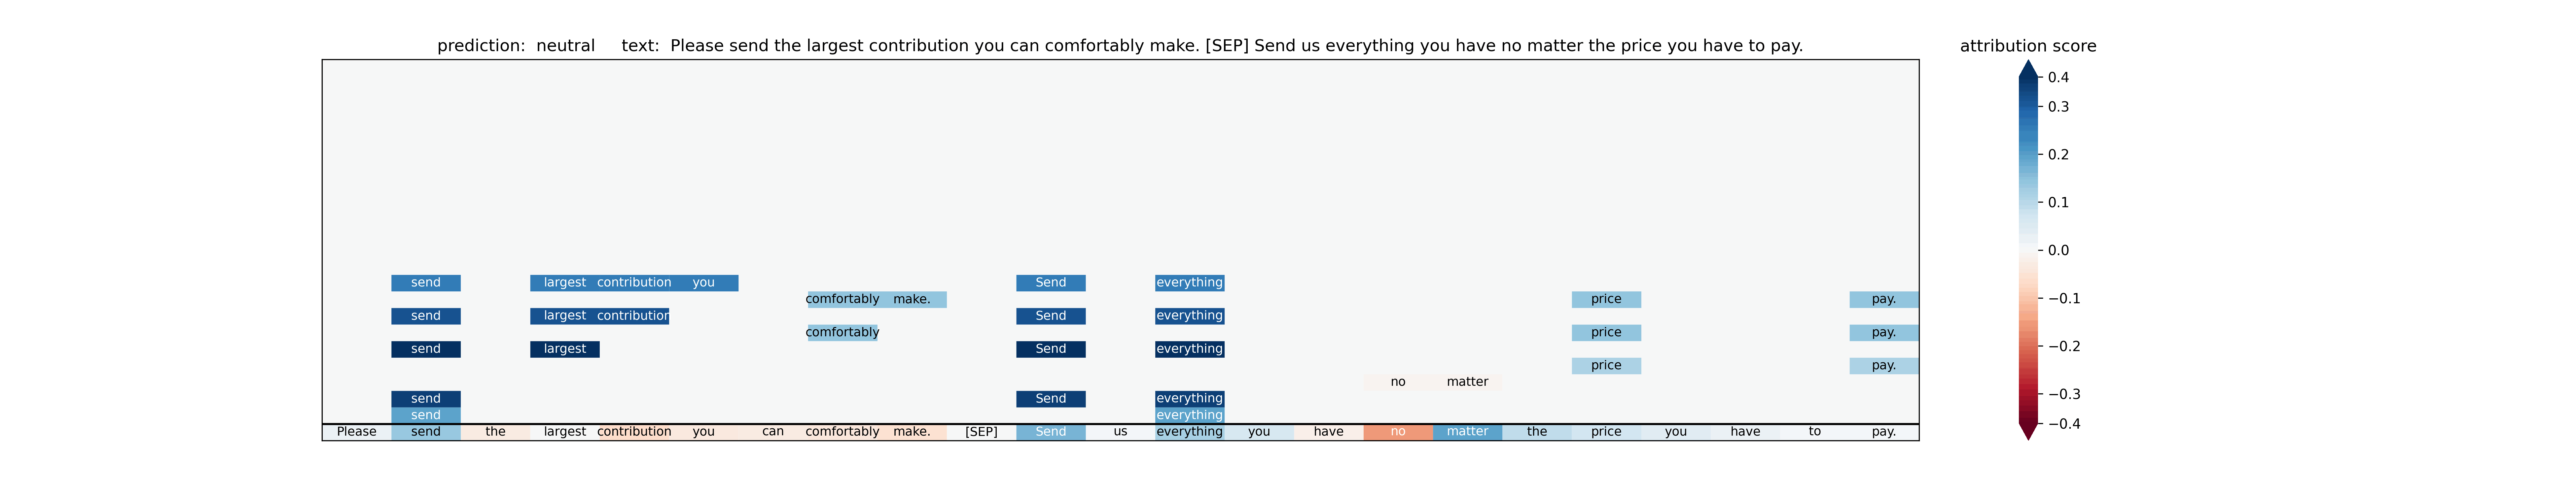 prediction:  neutral     text:  Please send the largest contribution you can comfortably make. [SEP] Send us everything you have no matter the price you have to pay.
attribution score
0.4
0.3
0.2
0.1
0.0
−0.1
−0.2
−0.3
−0.4
send largest contribution you Send everything
comfortably make. price pay.
send largest contribution Send everything
comfortably price pay.
send largest Send everything
price pay.
no matter
send Send everything
send everything
Please send the largest contribution you can comfortably make. [SEP] Send us everything you have no matter the price you have to pay.